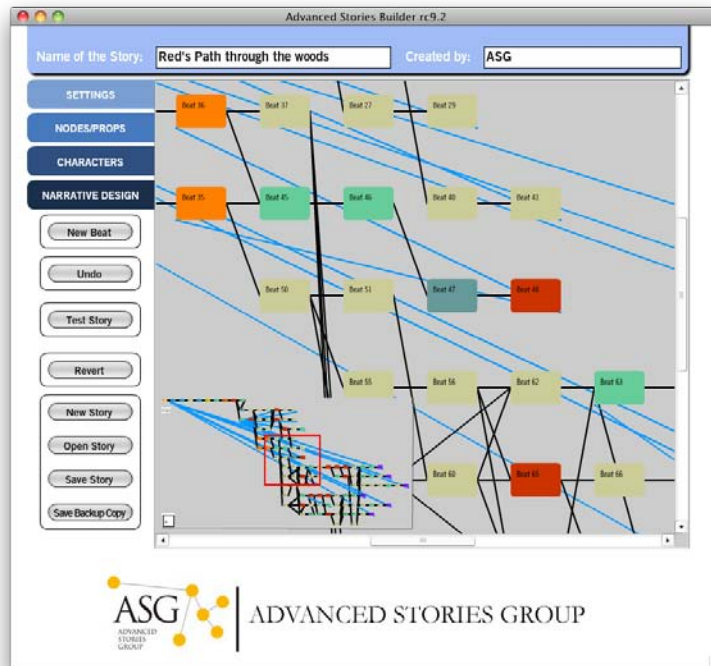 Advanced Stories Builder rc9.2
Name of the Story: Red's Path through the woods Created by: ASG
SETTINGS
NODES/PROPS
CHARACTERS
NARRATIVE DESIGN
New Beat
Undo
Test Story
Revert
New Story
Open Story
Save Story
Save Backup Copy
Beat 36 Beat 37 Beat 27 Beat 29
Beat 35 Beat 45 Beat 46 Beat 40 Beat 41
Beat 50 Beat 51 Beat 47 Beat 48
Beat 55 Beat 56 Beat 62 Beat 63
Beat 60 Beat 65 Beat 66
ASG
ADVANCED
STORIES
GROUP
ADVANCED STORIES GROUP